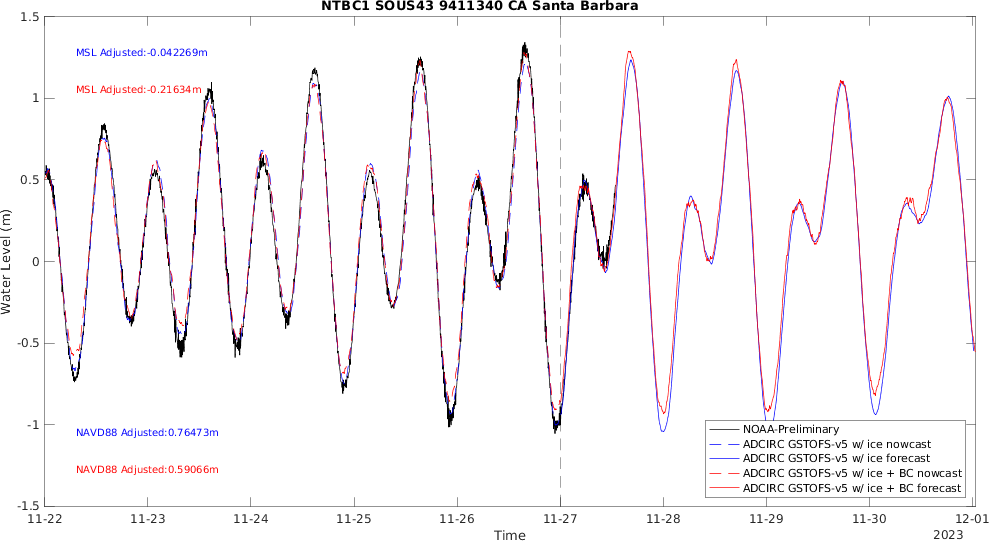 NTBC1 SOUS43 9411340 CA Santa Barbara
1.5
MSL Adjusted:-0.042269m
MSL Adjusted:-0.21634m
1
0.5
Water Level (m)
0
-0.5
-1
NAVD88 Adjusted:0.76473m
NAVD88 Adjusted:0.59066m
NOAA-Preliminary
ADCIRC GSTOFS-v5 w/ ice nowcast
ADCIRC GSTOFS-v5 w/ ice forecast
ADCIRC GSTOFS-v5 w/ ice + BC nowcast
ADCIRC GSTOFS-v5 w/ ice + BC forecast
-1.5
11-22 11-23 11-24 11-25 11-26 11-27 11-28 11-29 11-30 12-01
Time
2023